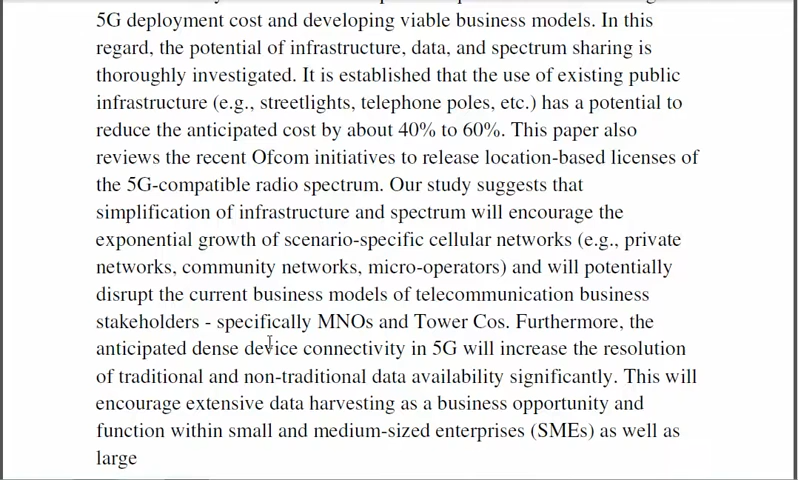 5G deployment cost and developing viable business models. In this
regard, the potential of infrastructure, data, and spectrum sharing is
thoroughly investigated. It is established that the use of existing public
infrastructure (e.g., streetlights, telephone poles, etc.) has a potential to
reduce the anticipated cost by about 40% to 60%. This paper also
reviews the recent Ofcom initiatives to release location-based licenses of
the 5G-compatible radio spectrum. Our study suggests that
simplification of infrastructure and spectrum will encourage the
exponential growth of scenario-specific cellular networks (e.g., private
networks, community networks, micro-operators) and will potentially
disrupt the current business models of telecommunication business
stakeholders - specifically MNOs and Tower Cos. Furthermore, the
anticipated dense device connectivity in 5G will increase the resolution
of traditional and non-traditional data availability significantly. This will
encourage extensive data harvesting as a business opportunity and
function within small and medium-sized enterprises (SMEs) as well as
large